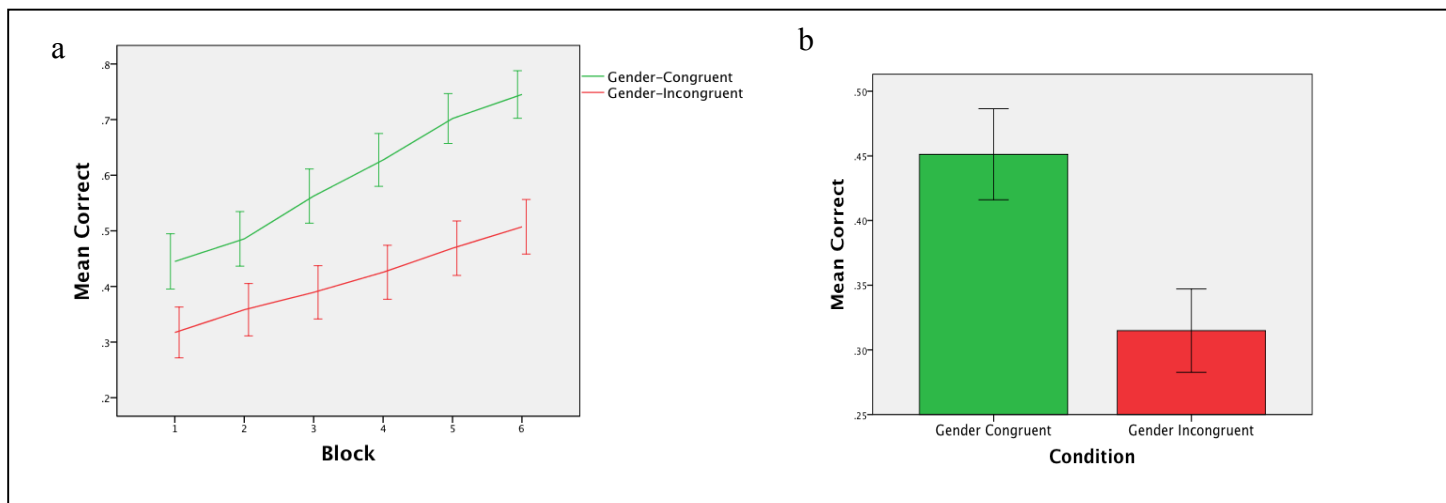 a
.8
.7
.6
.5
.4
.3
.2
Mean Correct
1 2 3 4 5 6
Block
Gender-Congruent
Gender-Incongruent
b
.50
.45
.40
.35
.30
.25
Mean Correct
Gender Congruent Gender Incongruent
Condition